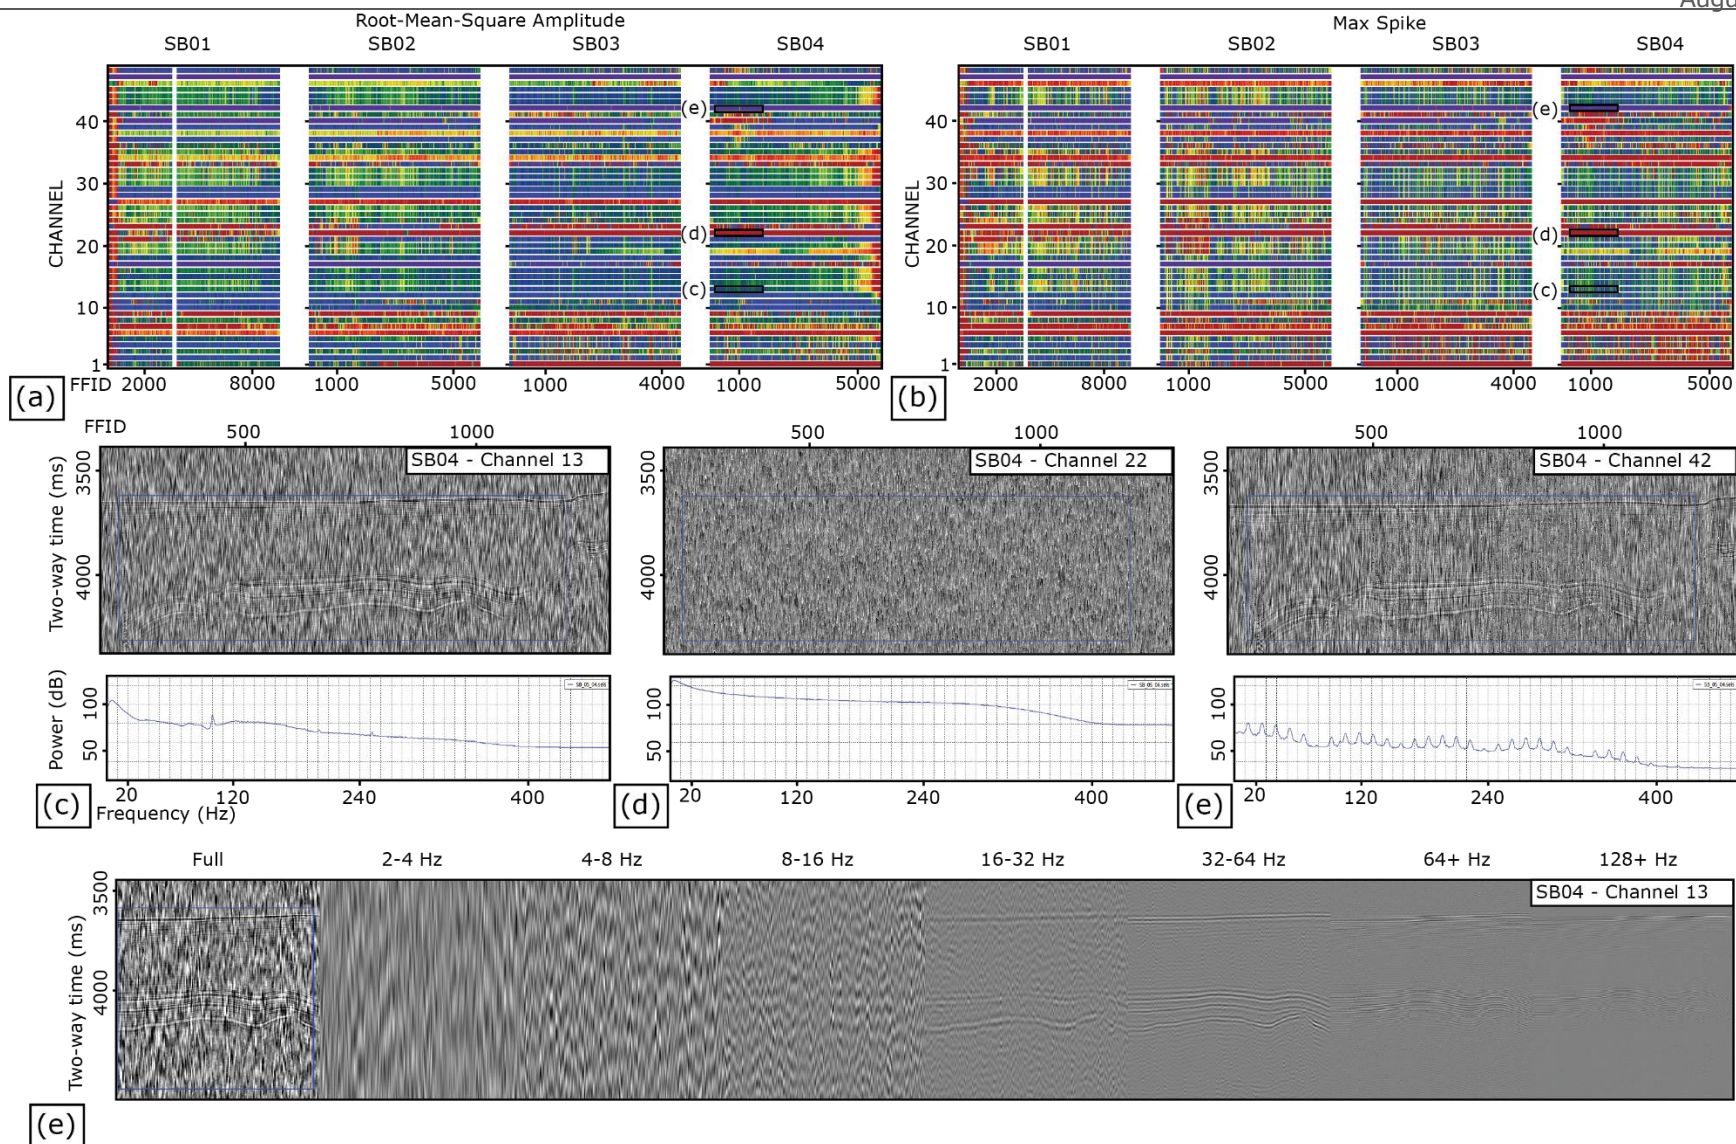 Augu
Root-Mean-Square Amplitude
Max Spike
SB01 SB02 SB03 SB04
SB01 SB02 SB03 SB04
CHANNEL
40
30
20
10
1
(e)
(d)
(c)
FFID 2000 8000 1000 5000 1000 4000 1000 5000
(a)
CHANNEL
40
30
20
10
1
(e)
(d)
(c)
2000 8000 1000 5000 1000 4000 1000 5000
(b)
FFID 500 1000
SB04 - Channel 13
Two-way time (ms)
3500
4000
500 1000
SB04 - Channel 22
3500
4000
500 1000
SB04 - Channel 42
3500
4000
Power (dB)
100
50
20 120 240 400
Frequency (Hz)
(c)
100
50
20 120 240 400
(d)
100
50
20 120 240 400
(e)
Full 2-4 Hz 4-8 Hz 8-16 Hz 16-32 Hz 32-64 Hz 64+ Hz 128+ Hz
SB04 - Channel 13
Two-way time (ms)
3500
4000
(e)